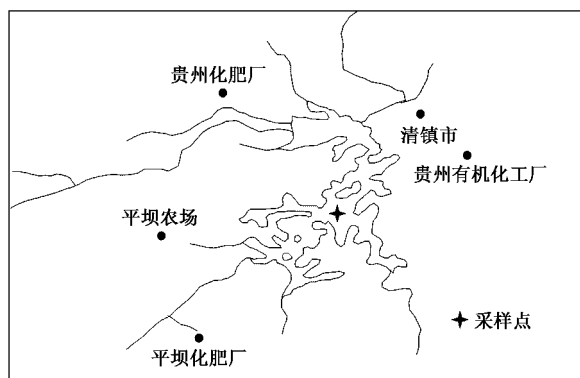 贵州化肥厂
清镇市
贵州有机化工厂
平坝农场
采样点
平坝化肥厂